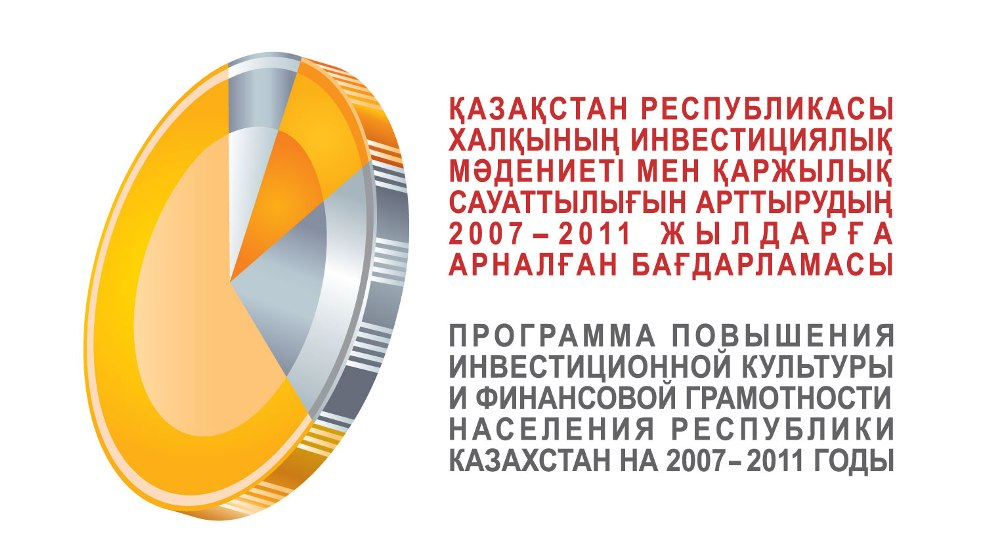 ҚАЗАҚСТАН РЕСПУБЛИКАСЫ
ХАЛҚЫНЫҢ ИНВЕСТИЦИЯЛЫҚ
МӘДЕНИЕТІ МЕН ҚАРЖЫЛЫҚ
САУАТТЫЛЫҒЫН АРТТЫРУДЫҢ
2007–2011 ЖЫЛДАРҒА
АРНАЛҒАН БАҒДАРЛАМАСЫ
ПРОГРАММА ПОВЫШЕНИЯ
ИНВЕСТИЦИОННОЙ КУЛЬТУРЫ
И ФИНАНСОВОЙ ГРАМОТНОСТИ
НАСЕЛЕНИЯ РЕСПУБЛИКИ
КАЗАХСТАН НА 2007–2011 ГОДЫ